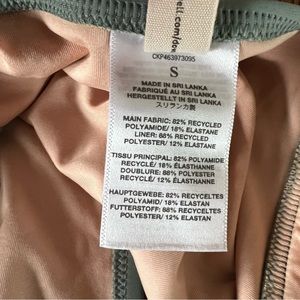 eil.com/dow
CKP463973095
S
MADE IN SRI LANKA
FABRIQUÉ AU SRI LANKA
HERGESTELLT IN SRI LANKA
スリランカ製
MAIN FABRIC: 82% RECYCLED
POLYAMIDE/ 18% ELASTANE
LINER: 88% RECYCLED
POLYESTER/ 12% ELASTANE
TISSU PRINCIPAL: 82% POLYAMIDE
RECYCLÉ/ 18% ÉLASTHANNE
DOUBLURE: 88% POLYESTER
RECYCLÉ/ 12% ÉLASTHANNE
HAUPTGEWEBE: 82% RECYCELTES
POLYAMID/ 18% ELASTAN
FUTTERSTOFF: 88% RECYCELTES
POLYESTER/ 12% ELASTAN